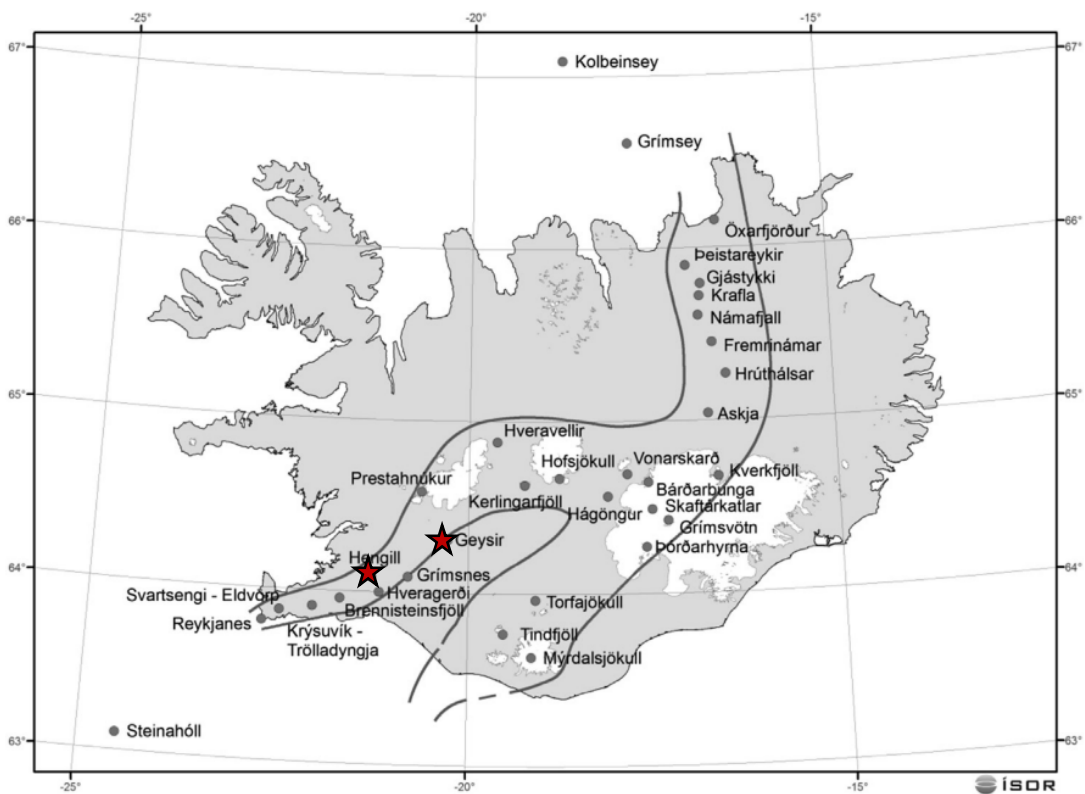 -25°
-20°
-15°
67°
67°
Kolbeinsey
Grímsey
66°
66°
Öxarfjörður
Þeistareykir
Gjástykki
Krafla
Námafjall
Fremrinámar
Hrúthálsar
65°
65°
Askja
Hveravellir
Hofsjökull
Vonarskarð
Kverkfjöll
Prestahnúkur
Kerlingarfjöll
Bárðarbunga
Hágöngur
Skaftárkatlar
Grímsvötn
Geysir
Þórðarhyrna
Hengill
64°
64°
Grímsnes
Svartsengi - Eldvörp
Hveragerði
Torfajökull
Brennisteinsfjöll
Reykjanes
Krýsuvík -
Trölladyngja
Tindfjöll
Mýrdalsjökull
Steinahóll
63°
63°
-25°
-20°
-15°
ÍSOR